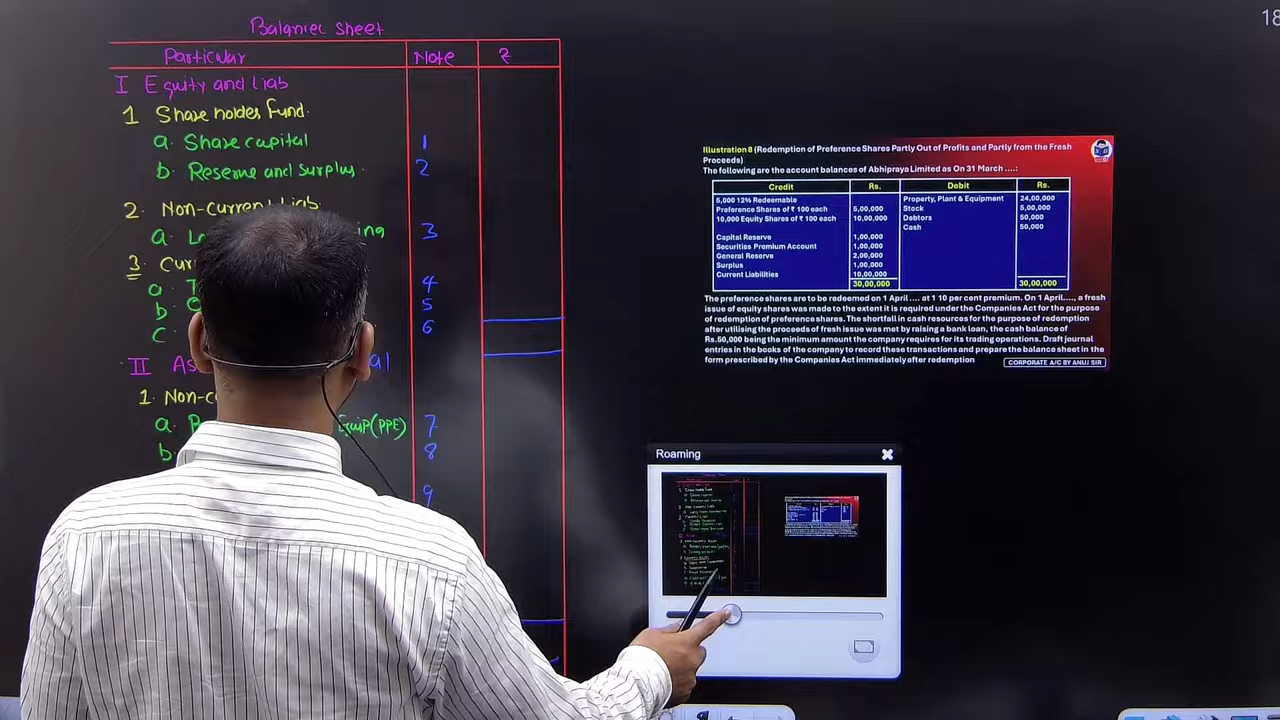 18
Balaniec sheet
Particular Note ₹
I Equity and Liab
1 Share holder fund.
a. Share capital 1
b. Reserve and surplus. 2
2. Non-current Liab.
a. ing 3
3. Cur
a. 4
b 5
c 6
II As al
1. Non-c
a. Equip(PPE) 7
b 8
Illustration 8 (Redemption of Preference Shares Partly Out of Profits and Partly from the Fresh
Proceeds)
The following are the account balances of Abhipraya Limited as On 31 March ....:
Credit Rs. Debit Rs.
5,000 12% Redeemable Property, Plant & Equipment 24,00,000
Preference Shares of ₹ 100 each 5,00,000 Stock 5,00,000
10,000 Equity Shares of ₹ 100 each 10,00,000 Debtors 50,000
Cash 50,000
Capital Reserve 1,00,000
Securities Premium Account 1,00,000
General Reserve 2,00,000
Surplus 1,00,000
Current Liabilities 10,00,000
30,00,000 30,00,000
The preference shares are to be redeemed on 1 April .... at 1 10 per cent premium. On 1 April...., a fresh
issue of equity shares was made to the extent it is required under the Companies Act for the purpose
of redemption of preference shares. The shortfall in cash resources for the purpose of redemption
after utilising the proceeds of fresh issue was met by raising a bank loan, the cash balance of
Rs.50,000 being the minimum amount the company requires for its trading operations. Draft journal
entries in the books of the company to record these transactions and prepare the balance sheet in the
form prescribed by the Companies Act immediately after redemption
CORPORATE A/C BY ANUJ SIR
Roaming